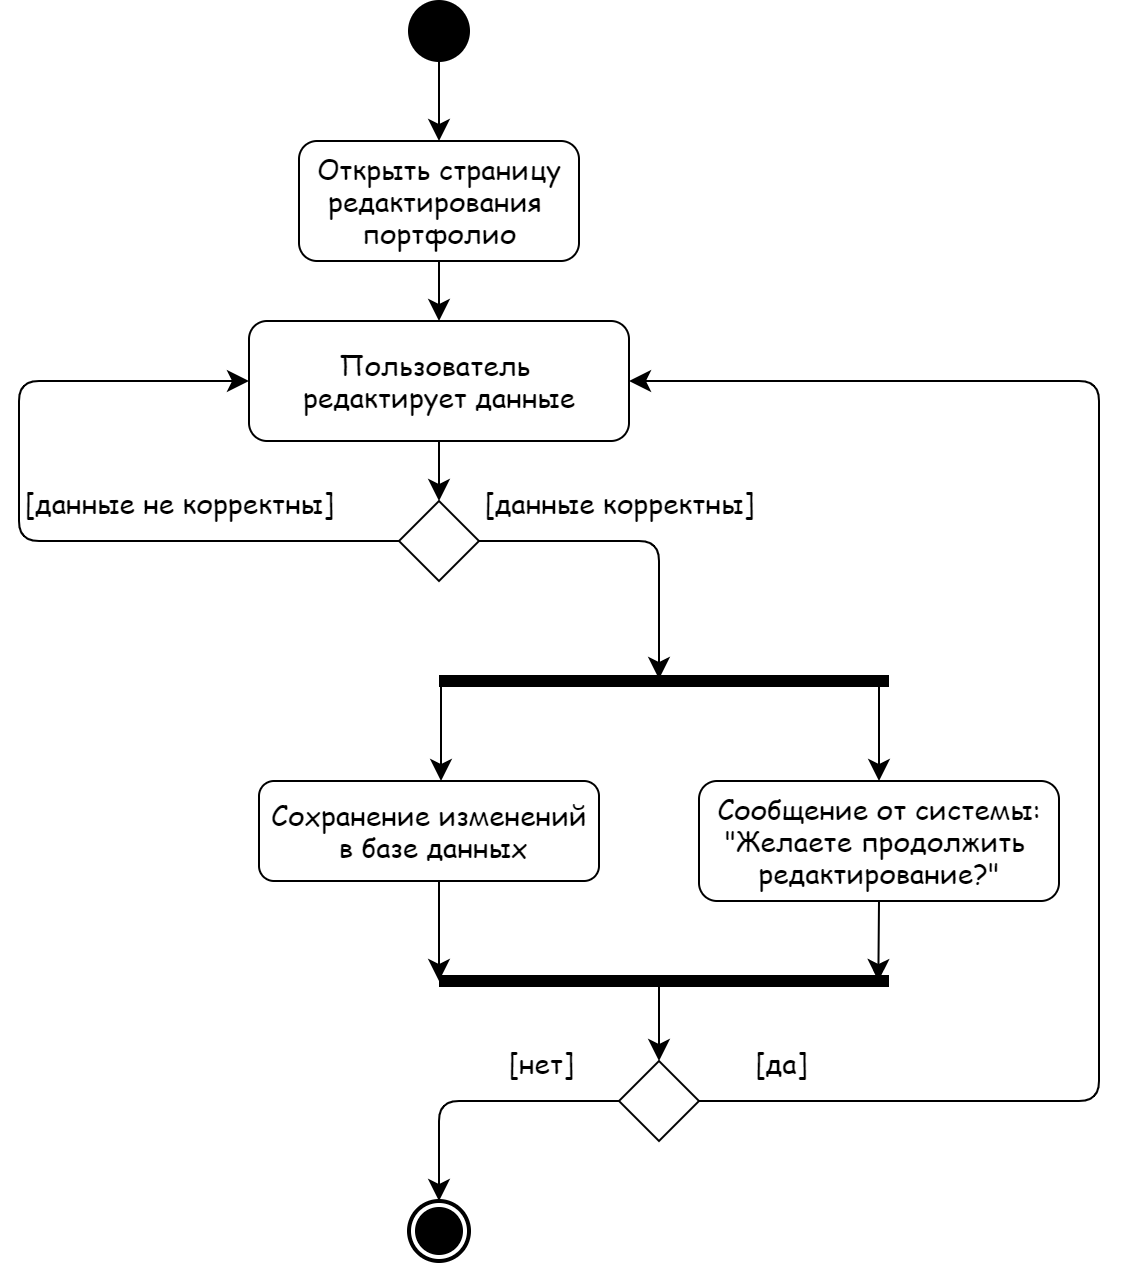 Открыть страницу
редактирования
портфолио
Пользователь
редактирует данные
[данные не корректны]
[данные корректны]
Сохранение изменений
в базе данных
Сообщение от системы:
"Желаете продолжить
редактирование?"
[нет]
[да]